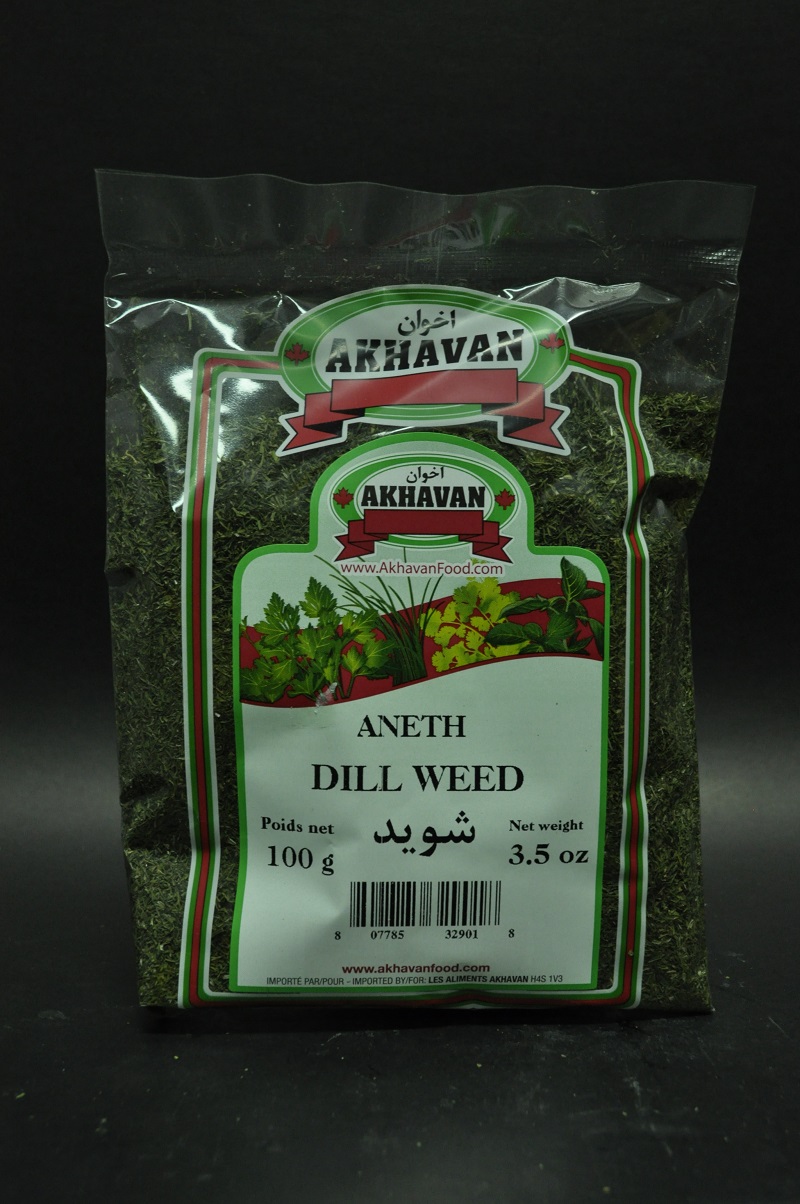 اخوان
AKHAVAN
اخوان
AKHAVAN
www.AkhavanFood.com
ANETH
DILL WEED
شوید
Poids net
100 g
Net weight
3.5 oz
8 07785 32901 8
www.akhavanfood.com
IMPORTÉ PAR/POUR - IMPORTED BY/FOR: LES ALIMENTS AKHAVAN H4S 1V3